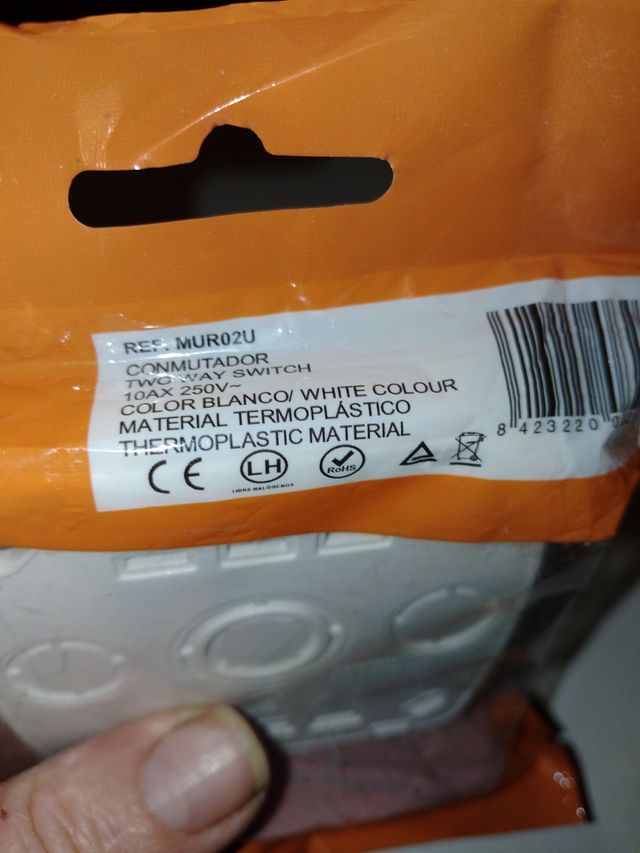 REF. MUR02U
CONMUTADOR
TWO WAY SWITCH
10AX 250V~
COLOR BLANCO/ WHITE COLOUR
MATERIAL TERMOPLÁSTICO
THERMOPLASTIC MATERIAL
CE LH RoHS
LIBRE HALÓGENOS
8 423220